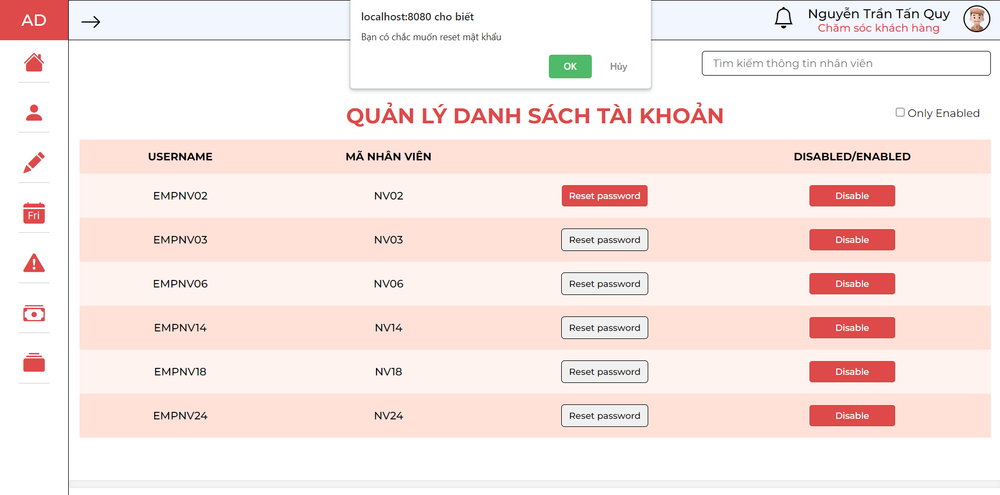 AD
localhost:8080 cho biết
Bạn có chắc muốn reset mật khẩu
OK Hủy
Nguyễn Trần Tấn Quy
Chăm sóc khách hàng
Tìm kiếm thông tin nhân viên
QUẢN LÝ DANH SÁCH TÀI KHOẢN
Only Enabled
USERNAME MÃ NHÂN VIÊN DISABLED/ENABLED
EMPNV02 NV02 Reset password Disable
EMPNV03 NV03 Reset password Disable
EMPNV06 NV06 Reset password Disable
EMPNV14 NV14 Reset password Disable
EMPNV18 NV18 Reset password Disable
EMPNV24 NV24 Reset password Disable
Fri